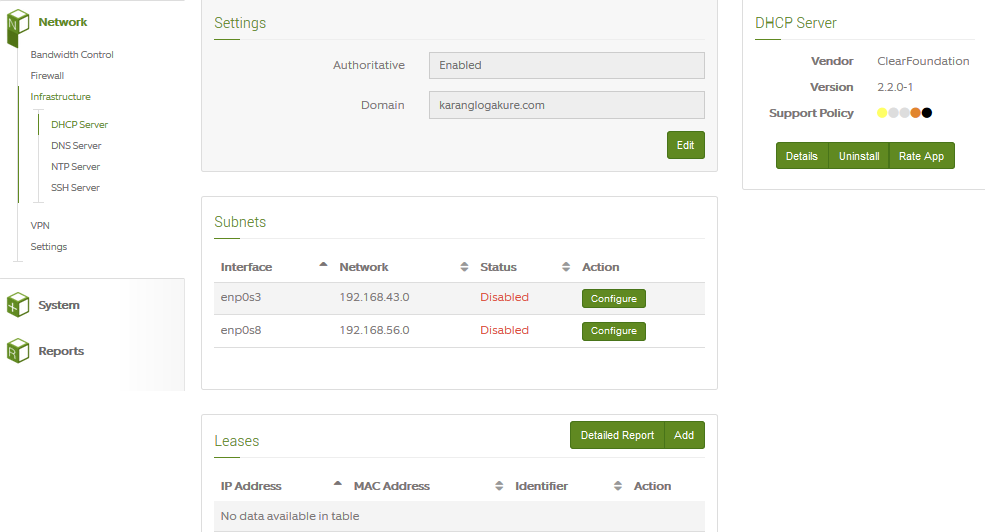 Network
Bandwidth Control
Firewall
Infrastructure
DHCP Server
DNS Server
NTP Server
SSH Server
VPN
Settings
System
Reports
Settings
Authoritative Enabled
Domain karanglogakure.com
Edit
Subnets
Interface Network Status Action
enp0s3 192.168.43.0 Disabled Configure
enp0s8 192.168.56.0 Disabled Configure
Leases
Detailed Report Add
IP Address MAC Address Identifier Action
No data available in table
DHCP Server
Vendor ClearFoundation
Version 2.2.0-1
Support Policy
Details Uninstall Rate App